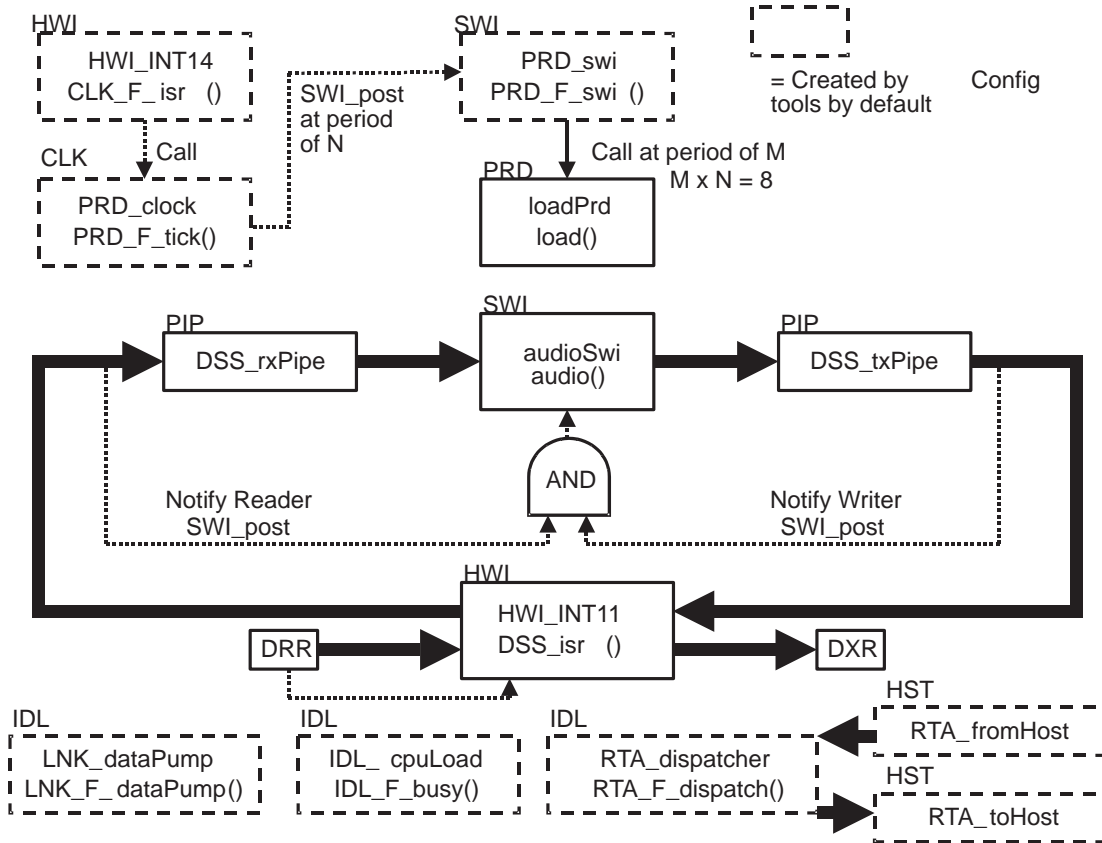 HWI
HWI_INT14
CLK_F_isr ()
SWI_post
at period
of N
SWI
PRD_swi
PRD_F_swi ()
= Created by Config
tools by default
CLK
Call
PRD_clock
PRD_F_tick()
Call at period of M
M x N = 8
PRD
loadPrd
load()
PIP
DSS_rxPipe
SWI
audioSwi
audio()
PIP
DSS_txPipe
AND
Notify Reader
SWI_post
Notify Writer
SWI_post
HWI
HWI_INT11
DSS_isr ()
DRR
DXR
IDL
LNK_dataPump
LNK_F_dataPump()
IDL
IDL_ cpuLoad
IDL_F_busy()
IDL
RTA_dispatcher
RTA_F_dispatch()
HST
RTA_fromHost
HST
RTA_toHost